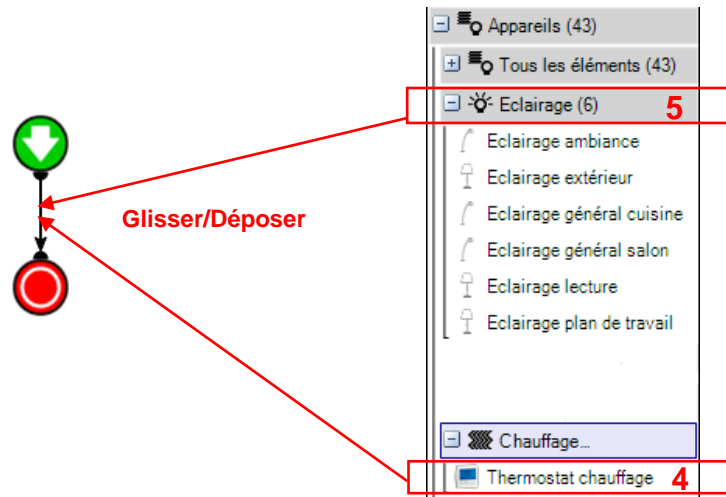 Appareils (43)
Tous les éléments (43)
Eclairage (6) 5
Eclairage ambiance
Eclairage extérieur
Eclairage général cuisine
Eclairage général salon
Eclairage lecture
Eclairage plan de travail
Glisser/Déposer
Chauffage...
Thermostat chauffage 4